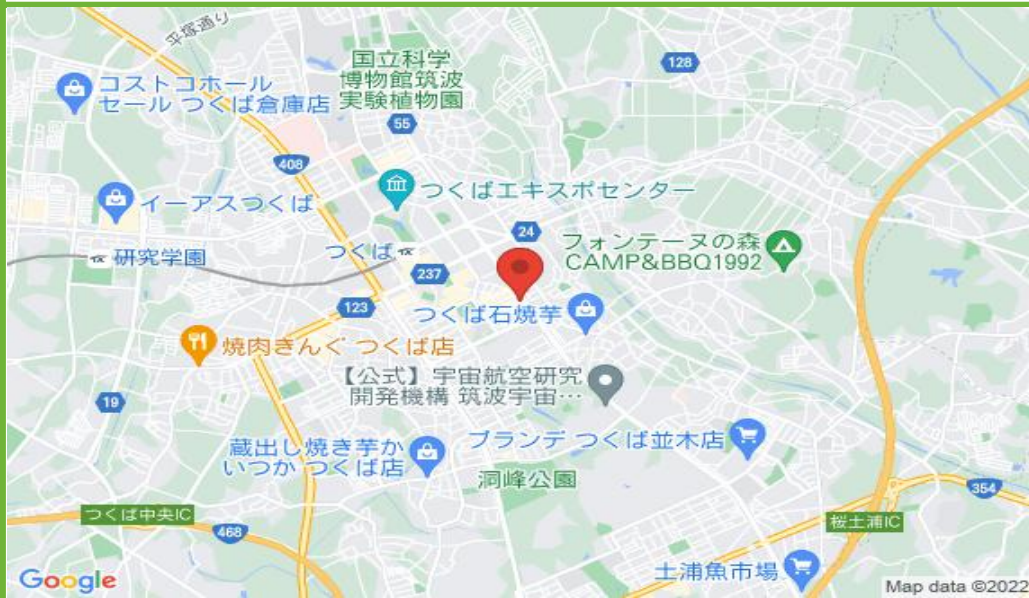 平塚通り
国立科学
博物館筑波
実験植物園
128
コストコホール
セール つくば倉庫店
55
408
つくばエキスポセンター
イーアスつくば
24
フォンテーヌの森
CAMP&BBQ1992
つくば
研究学園
237
123
つくば石焼芋
焼肉きんぐ つくば店
【公式】宇宙航空研究
開発機構 筑波宇宙…
19
ブランデ つくば並木店
蔵出し焼き芋か
いつか つくば店
洞峰公園
354
つくば中央IC
468
桜土浦IC
土浦魚市場
Google
Map data ©2022